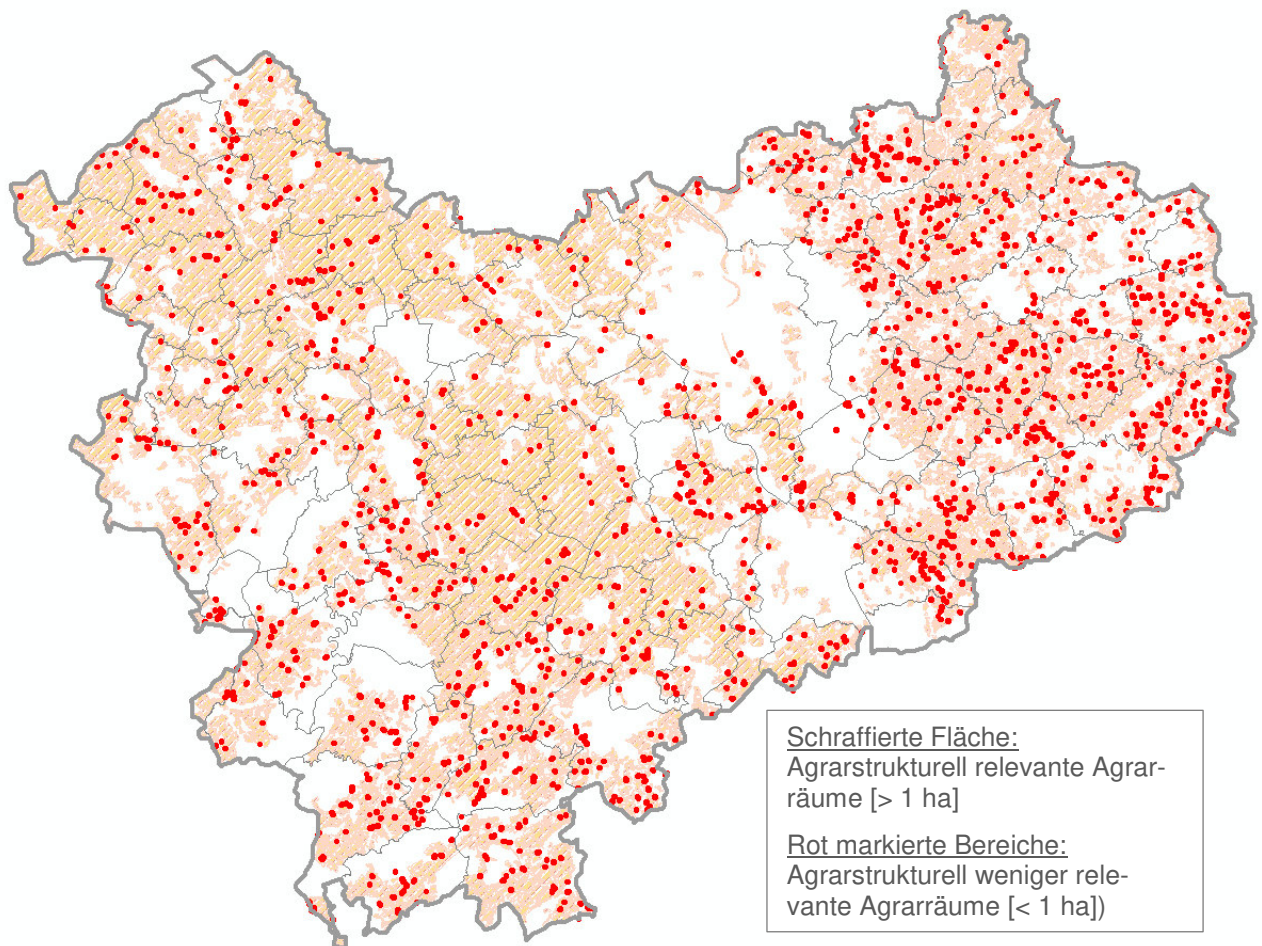 Schraffierte Fläche:
Agrarstrukturell relevante Agrar-
räume [> 1 ha]
Rot markierte Bereiche:
Agrarstrukturell weniger rele-
vante Agrarräume [< 1 ha])